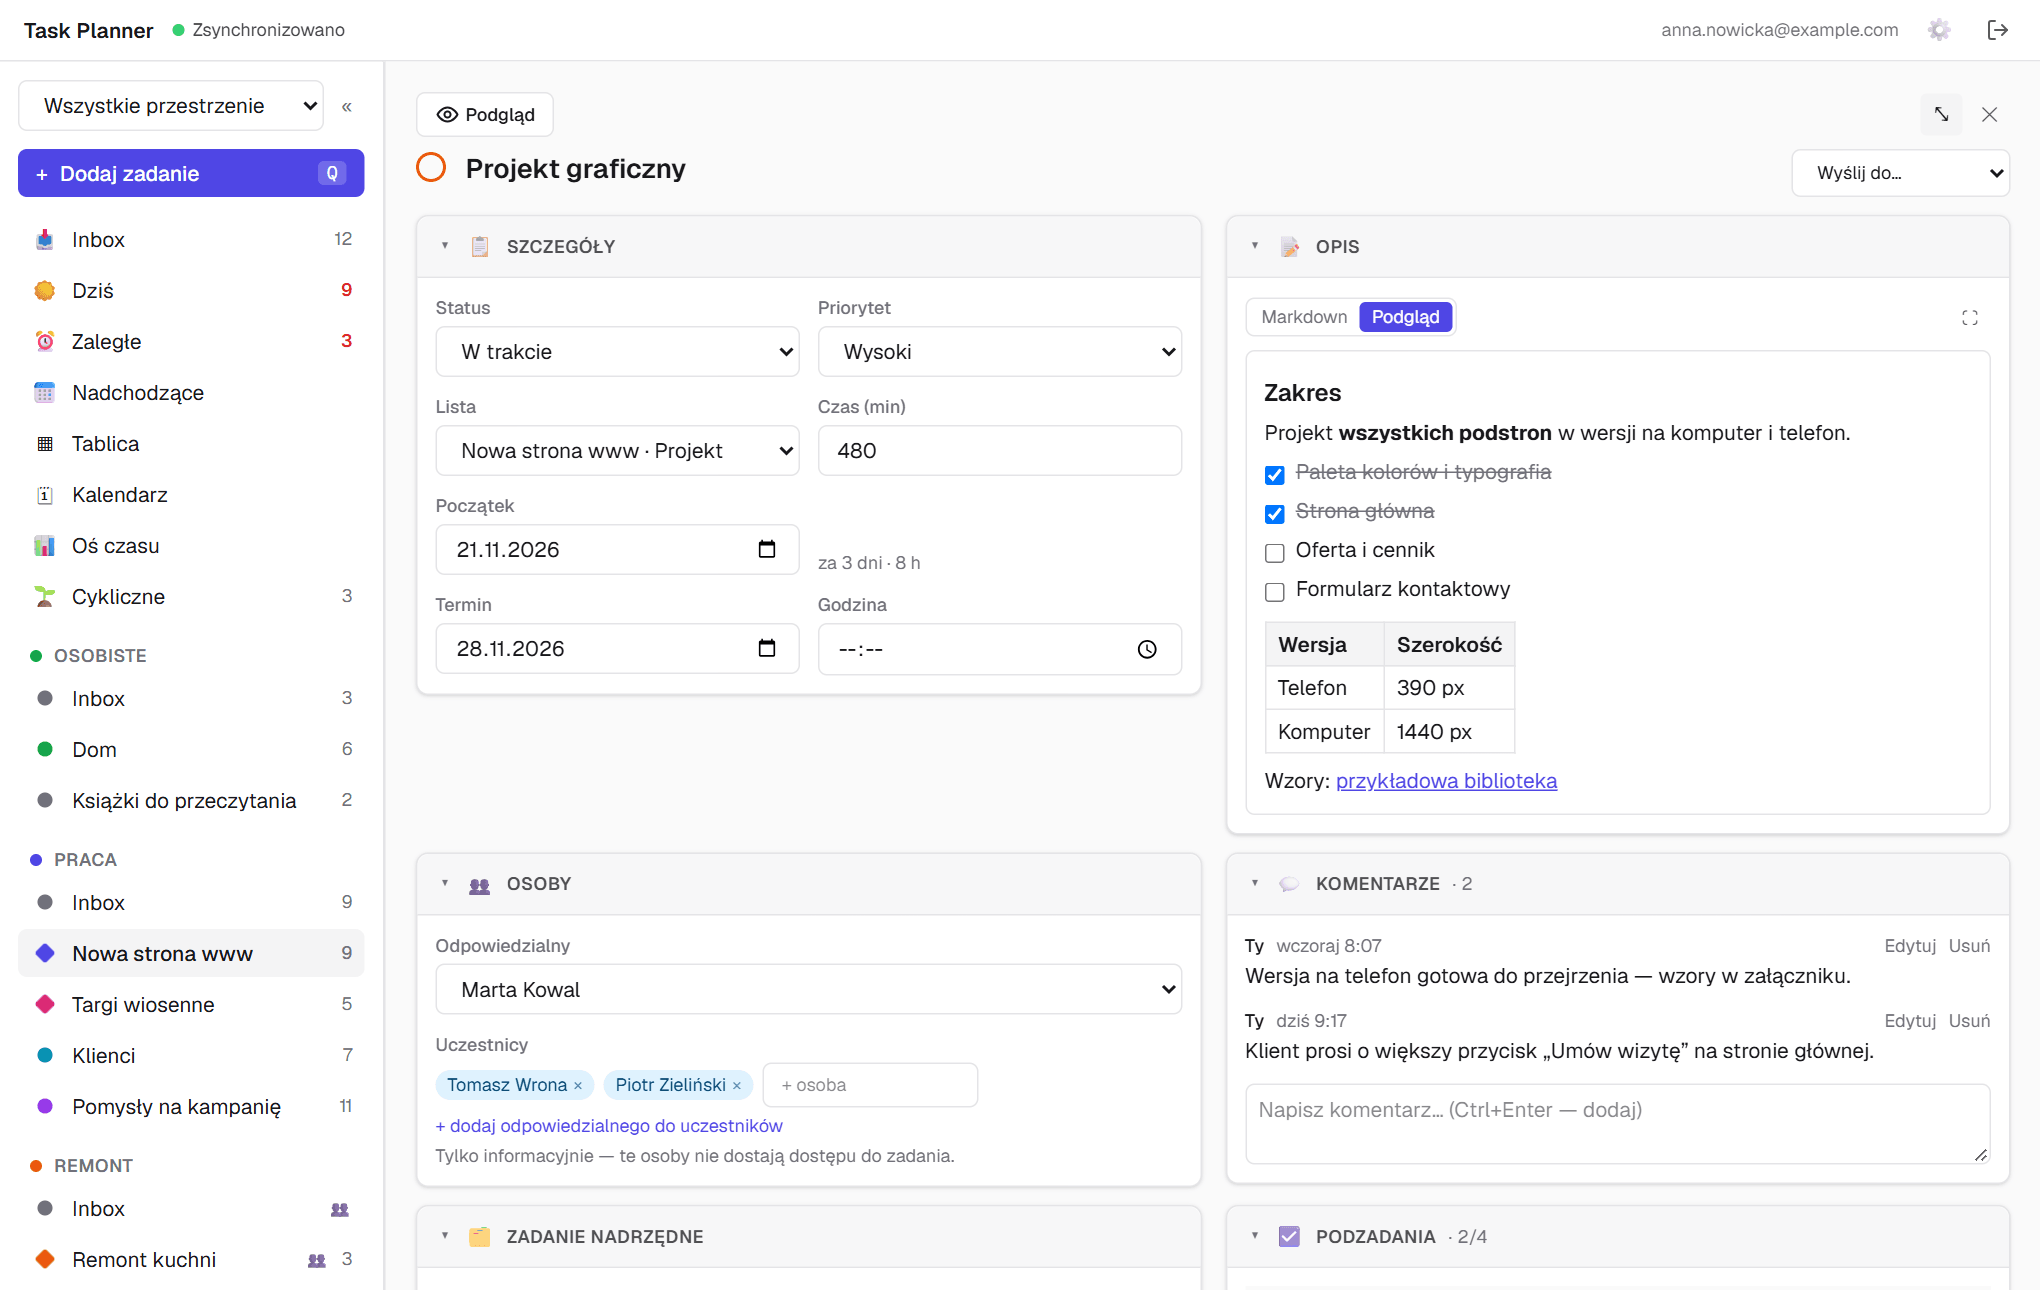 Task Planner
Zsynchronizowano
anna.nowicka@example.com
Wszystkie przestrzenie
«
+ Dodaj zadanie Q
Inbox 12
Dziś 9
Zaległe 3
Nadchodzące
Tablica
Kalendarz
Oś czasu
Cykliczne 3
OSOBISTE
Inbox 3
Dom 6
Książki do przeczytania 2
PRACA
Inbox 9
Nowa strona www 9
Targi wiosenne 5
Klienci 7
Pomysły na kampanię 11
REMONT
Inbox
Remont kuchni 3
Podgląd
Projekt graficzny
Wyślij do...
SZCZEGÓŁY
Status
W trakcie
Priorytet
Wysoki
Lista
Nowa strona www · Projekt
Czas (min)
480
Początek
21.11.2026
za 3 dni · 8 h
Termin
28.11.2026
Godzina
--:--
OPIS
Markdown Podgląd
Zakres
Projekt wszystkich podstron w wersji na komputer i telefon.
Paleta kolorów i typografia
Strona główna
Oferta i cennik
Formularz kontaktowy
Wersja Szerokość
Telefon 390 px
Komputer 1440 px
Wzory: przykładowa biblioteka
OSOBY
Odpowiedzialny
Marta Kowal
Uczestnicy
Tomasz Wrona × Piotr Zieliński × + osoba
+ dodaj odpowiedzialnego do uczestników
Tylko informacyjnie — te osoby nie dostają dostępu do zadania.
KOMENTARZE · 2
Ty wczoraj 8:07 Edytuj Usuń
Wersja na telefon gotowa do przejrzenia — wzory w załączniku.
Ty dziś 9:17 Edytuj Usuń
Klient prosi o większy przycisk „Umów wizytę” na stronie głównej.
Napisz komentarz... (Ctrl+Enter — dodaj)
ZADANIE NADRZĘDNE
PODZADANIA · 2/4